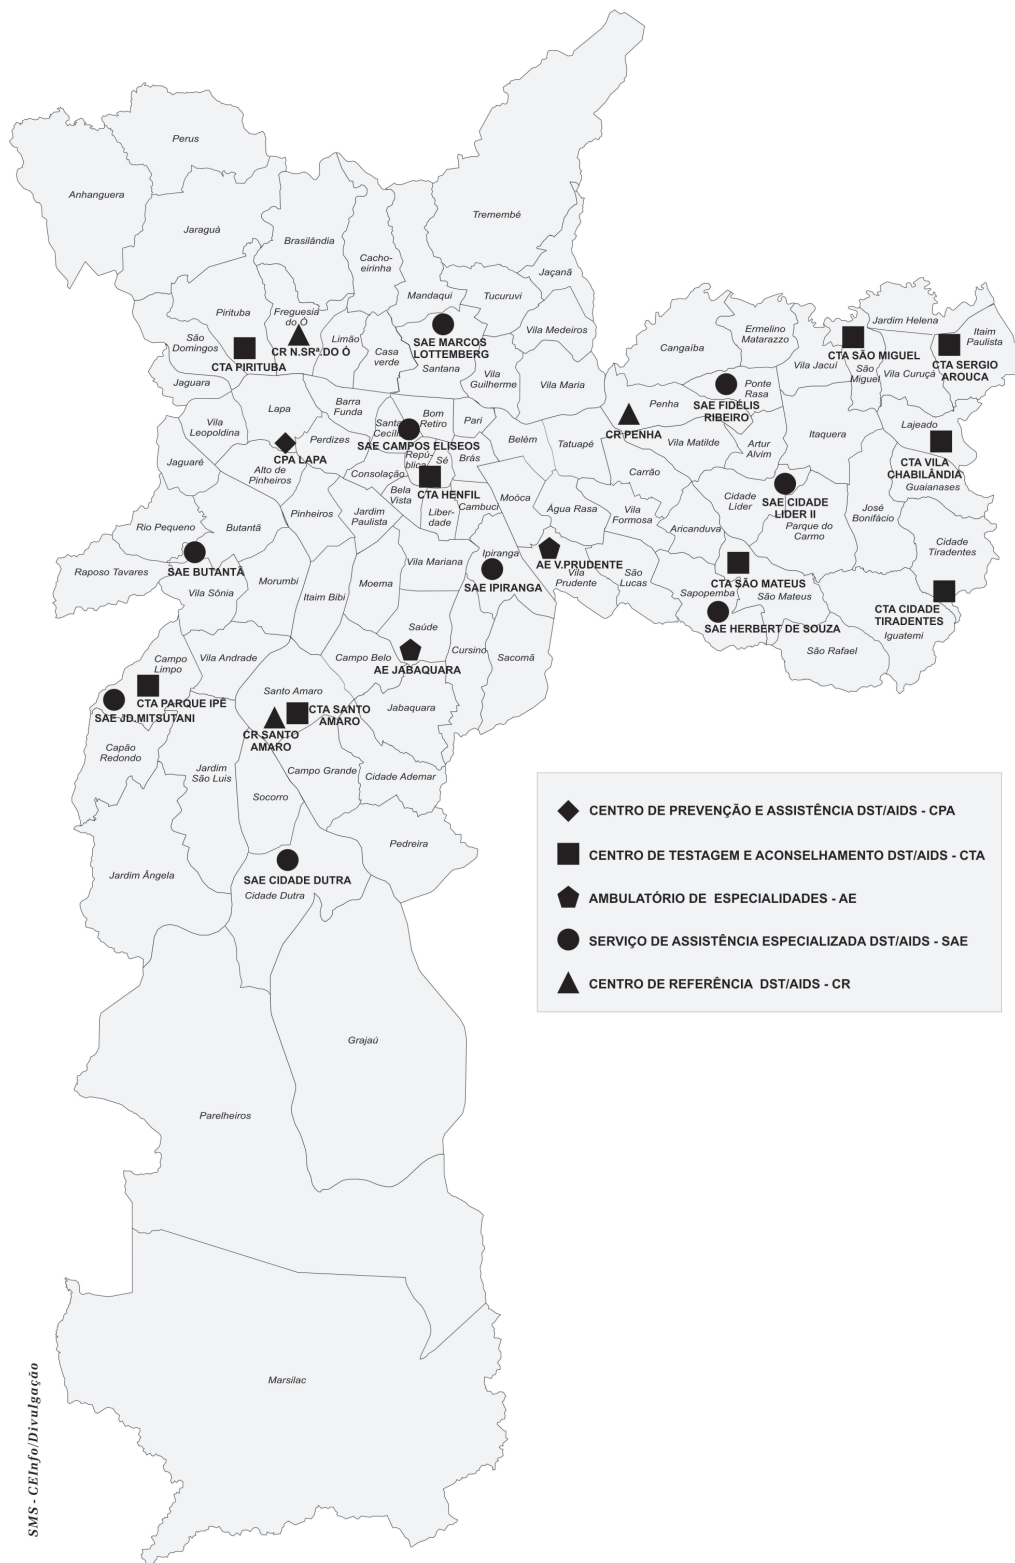 Perus
Anhanguera
Tremembé
Jaraguá
Brasilândia
Cacho-
eirinha
Jaçanã
Mandaqui
Tucuruvi
Pirituba
Freguesia
do Ó
Limão
São
Domingos
Casa
verde
CTA PIRITUBA
CR N.SRª.DO Ó
SAE MARCOS
LOTTEMBERG
Santana
Vila Medeiros
Vila
Guilherme
Vila Maria
Cangaíba
Ermelino
Matarazzo
Jardim Helena
Itaim
Paulista
CTA SÃO MIGUEL
CTA SERGIO
AROUCA
Vila Jacuí
São
Miguel
Vila Curuçá
Jaguara
Lapa
Barra
Funda
Vila
Leopoldina
Perdizes
Santa
Cecília
Bom
Retiro
Pari
SAE CAMPOS ELÍSEOS
CPA LAPA
Jaguaré
Alto de
Pinheiros
Consolação
Repú-
blica
Sé
Brás
Belém
Tatuapé
Penha
CR PENHA
Ponte
Rasa
SAE FIDÉLIS
RIBEIRO
Vila Matilde
Artur
Alvim
Itaquera
Lajeado
CTA VILA
CHABILÂNDIA
Guaianases
CTA HENFIL
Bela
Vista
Liber-
dade
Cambuci
Moóca
Carrão
Água Rasa
Vila
Formosa
Aricanduva
Cidade
Lider
SAE CIDADE
LIDER II
Parque do
Carmo
José
Bonifácio
Cidade
Tiradentes
Rio Pequeno
Butantã
Pinheiros
Jardim
Paulista
SAE BUTANTÃ
Raposo Tavares
Vila Sônia
Morumbi
Itaim Bibi
Moema
Vila Mariana
Ipiranga
SAE IPIRANGA
AE V.PRUDENTE
Vila
Prudente
São
Lucas
CTA SÃO MATEUS
Sapopemba
São Mateus
SAE HERBERT DE SOUZA
CTA CIDADE
TIRADENTES
Iguatemi
São Rafael
Saúde
Cursino
Sacomã
Campo Belo
AE JABAQUARA
Jabaquara
Campo
Limpo
Vila Andrade
CTA PARQUE IPÊ
SAE JD.MITSUTANI
Santo Amaro
CTA SANTO
AMARO
CR SANTO
AMARO
Capão
Redondo
Jardim
São Luis
Campo Grande
Cidade Ademar
Socorro
Pedreira
Jardim Ângela
SAE CIDADE DUTRA
Cidade Dutra
Grajaú
Parelheiros
Marsilac
CENTRO DE PREVENÇÃO E ASSISTÊNCIA DST/AIDS - CPA
CENTRO DE TESTAGEM E ACONSELHAMENTO DST/AIDS - CTA
AMBULATÓRIO DE ESPECIALIDADES - AE
SERVIÇO DE ASSISTÊNCIA ESPECIALIZADA DST/AIDS - SAE
CENTRO DE REFERÊNCIA DST/AIDS - CR
SMS - CEInfo/Divulgação